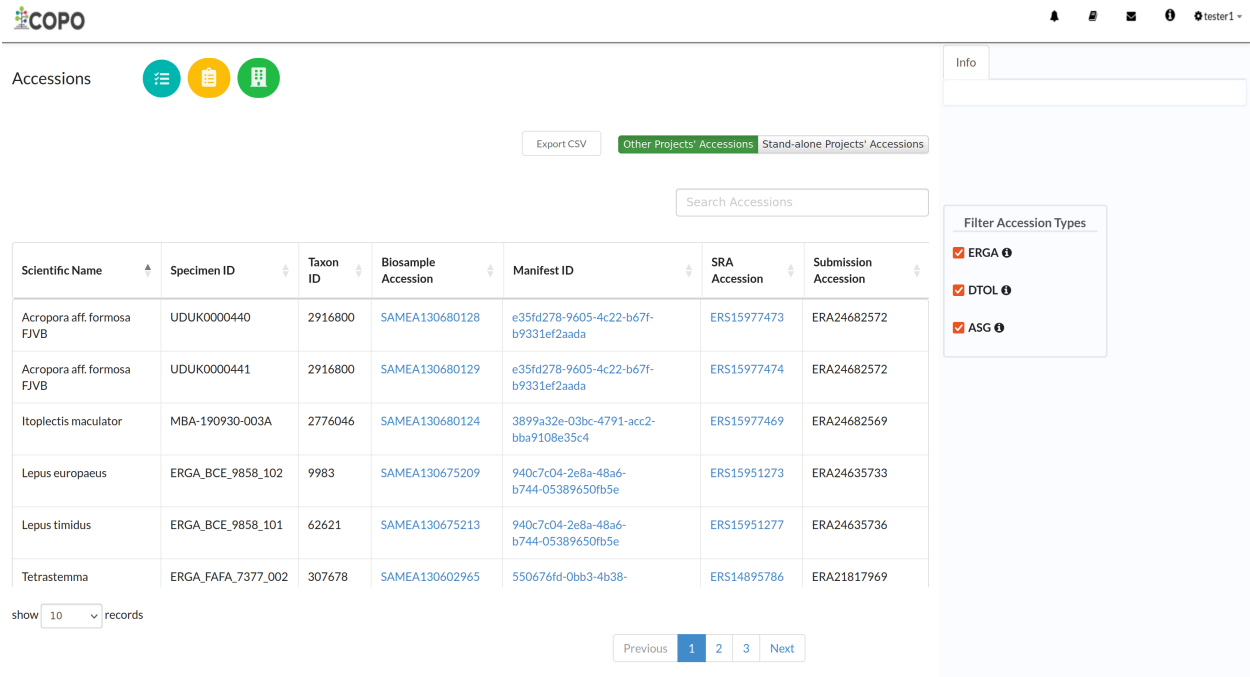 COPO
tester1
Accessions
Info
Export CSV
Other Projects' Accessions
Stand-alone Projects' Accessions
Search Accessions
Filter Accession Types
ERGA
DTOL
ASG
Scientific Name Specimen ID Taxon ID Biosample Accession Manifest ID SRA Accession Submission Accession
Acropora aff. formosa UDUK0000440 2916800 SAMEA130680128 e35fd278-9605-4c22-b67f- ERS15977473 ERA24682572
FJVB b9331ef2aada
Acropora aff. formosa UDUK0000441 2916800 SAMEA130680129 e35fd278-9605-4c22-b67f- ERS15977474 ERA24682572
FJVB b9331ef2aada
Itoplectis maculator MBA-190930-003A 2776046 SAMEA130680124 3899a32e-03bc-4791-acc2- ERS15977469 ERA24682569
bba9108e35c4
Lepus europaeus ERGA_BCE_9858_102 9983 SAMEA130675209 940c7c04-2e8a-48a6- ERS15951273 ERA24635733
b744-05389650fb5e
Lepus timidus ERGA_BCE_9858_101 62621 SAMEA130675213 940c7c04-2e8a-48a6- ERS15951277 ERA24635736
b744-05389650fb5e
Tetrastemma ERGA_FAFA_7377_002 307678 SAMEA130602965 550676fd-0bb3-4b38- ERS14895786 ERA21817969
show 10 records
Previous 1 2 3 Next